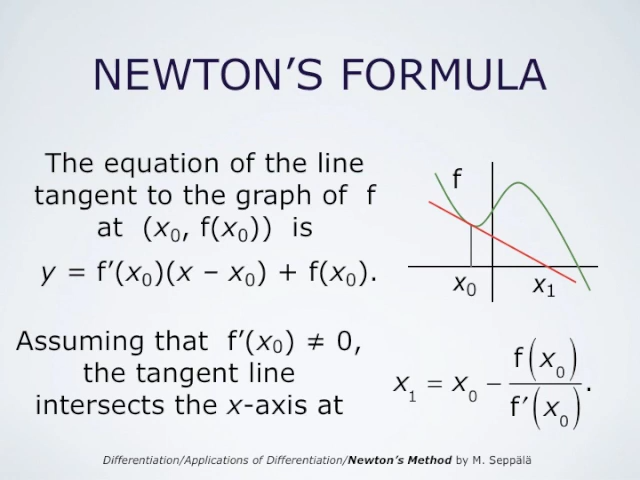 NEWTON’S FORMULA
The equation of the line
tangent to the graph of f
at (x₀, f(x₀)) is
y = f’(x₀)(x – x₀) + f(x₀).
f
x₀
x₁
Assuming that f’(x₀) ≠ 0,
the tangent line
intersects the x-axis at
x₁ = x₀ − f(x₀) / f′(x₀).
Differentiation/Applications of Differentiation/Newton’s Method by M. Seppälä